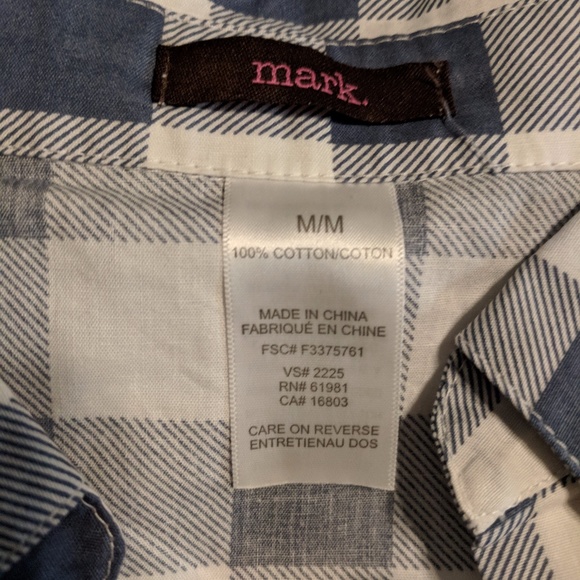 mark.
M/M
100% COTTON/COTON
MADE IN CHINA
FABRIQUÉ EN CHINE
FSC# F3375761
VS# 2225
RN# 61981
CA# 16803
CARE ON REVERSE
ENTRETIENAU DOS